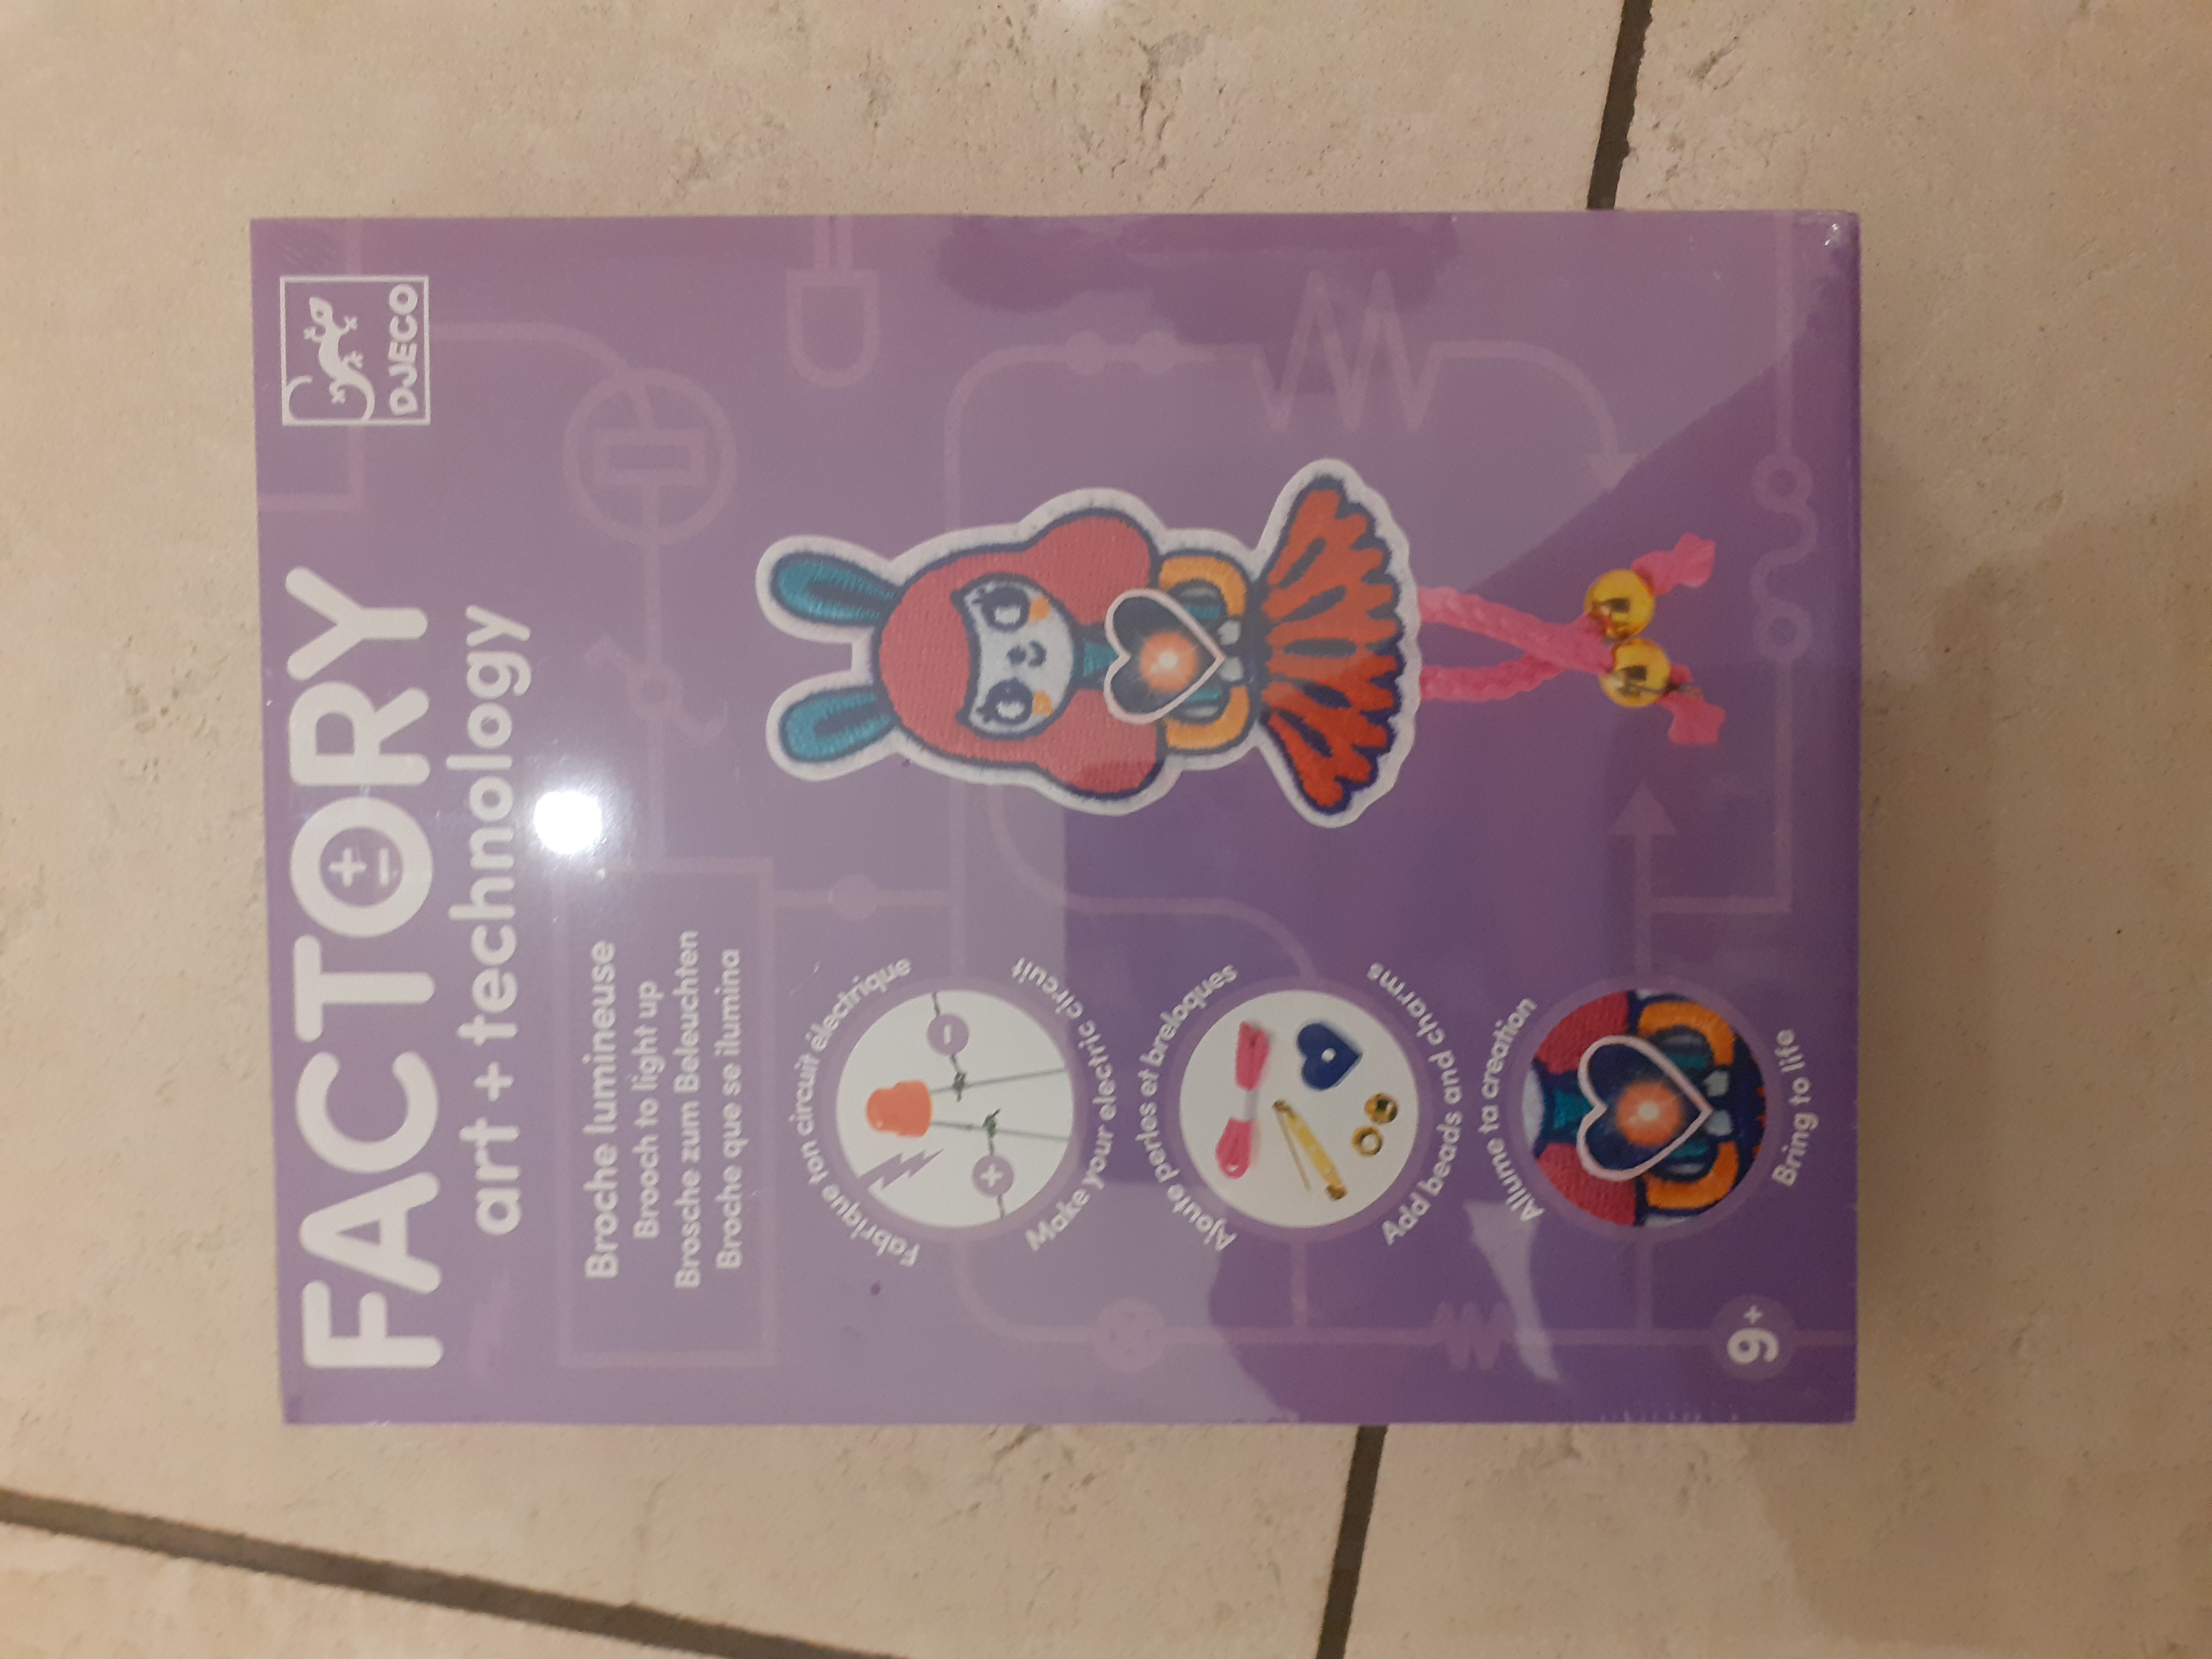 DJECO
FACTORY
+ -
art + technology
Broche lumineuse
Brooch to light up
Brosche zum Beleuchten
Broche que se ilumina
Fabrique ton circuit électrique
+ -
Make your electric circuit
Ajoute perles et breloques
Add beads and charms
Allume ta creation
Bring to life
9+